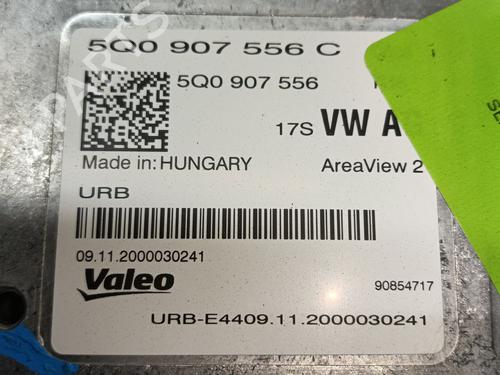 5Q0 907 556 C
5Q0 907 556
17S VW A
Made in: HUNGARY AreaView 2
URB
09.11.2000030241
Valeo 90854717
URB-E4409.11.2000030241